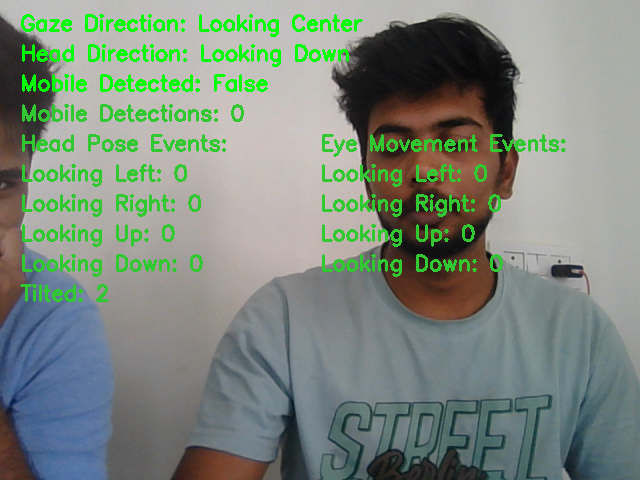 Gaze Direction: Looking Center
Head Direction: Looking Down
Mobile Detected: False
Mobile Detections: 0
Head Pose Events:
Looking Left: 0
Looking Right: 0
Looking Up: 0
Looking Down: 0
Tilted: 2
Eye Movement Events:
Looking Left: 0
Looking Right: 0
Looking Up: 0
Looking Down: 0
STREET
Berlin